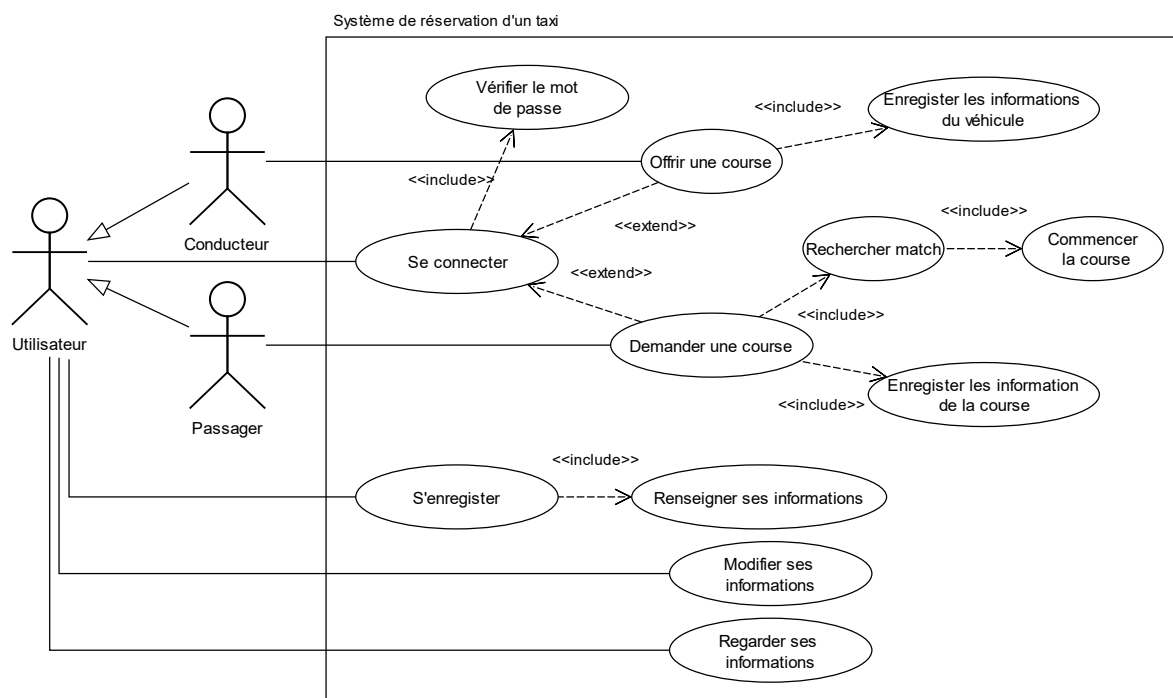 Système de réservation d'un taxi
Vérifier le mot
de passe
<<include>>
Enregister les informations
du véhicule
Offrir une course
<<include>>
<<extend>>
Conducteur
Se connecter
<<extend>>
Rechercher match
<<include>>
Commencer
la course
<<include>>
Utilisateur
Demander une course
Enregister les information
de la course
<<include>>
Passager
<<include>>
S'enregister
Renseigner ses informations
Modifier ses
informations
Regarder ses
informations